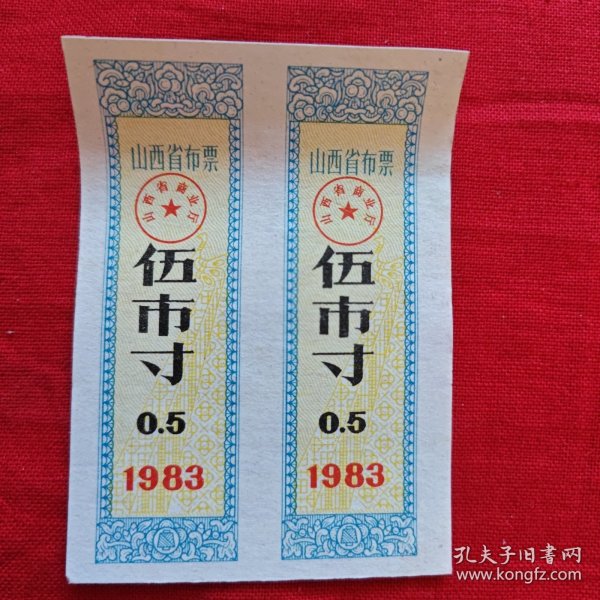 山西省布票
山西省商业厅
伍市寸
0.5
1983
山西省布票
山西省商业厅
伍市寸
0.5
1983
孔夫子旧书网
www.kongfz.com